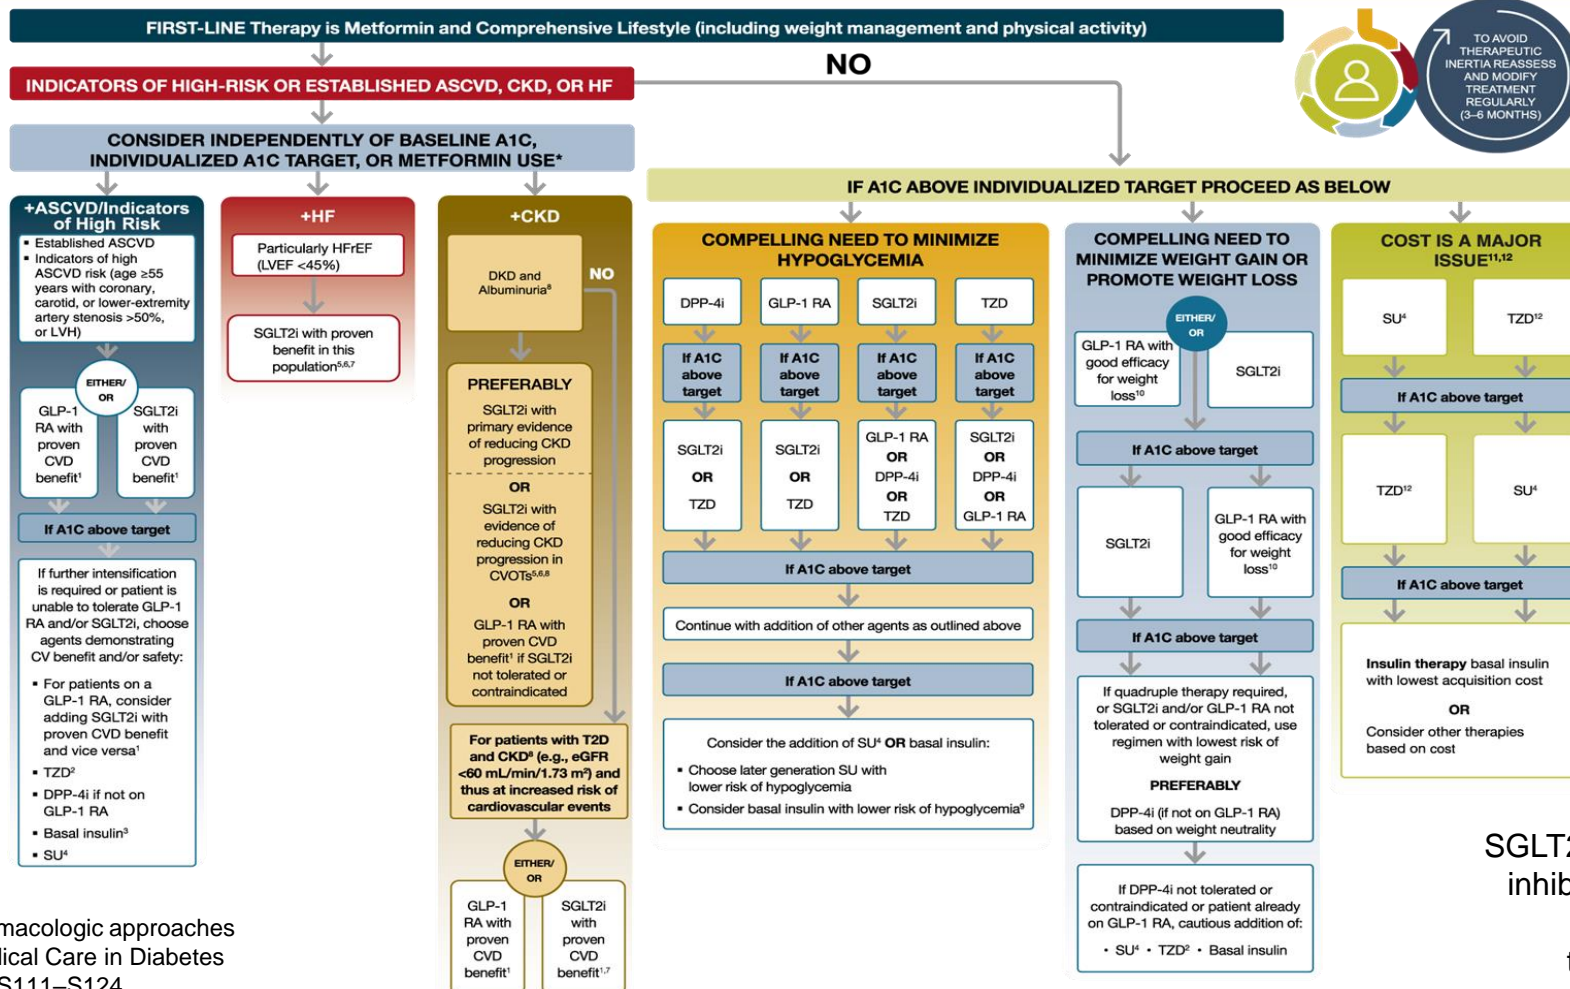 FIRST-LINE Therapy is Metformin and Comprehensive Lifestyle (including weight management and physical activity)
TO AVOID
THERAPEUTIC
INERTIA REASSESS
AND MODIFY
TREATMENT
REGULARLY
(3–6 MONTHS)
INDICATORS OF HIGH-RISK OR ESTABLISHED ASCVD, CKD, OR HF
NO
CONSIDER INDEPENDENTLY OF BASELINE A1C,
INDIVIDUALIZED A1C TARGET, OR METFORMIN USE*
IF A1C ABOVE INDIVIDUALIZED TARGET PROCEED AS BELOW
+ASCVD/Indicators
of High Risk
▪ Established ASCVD
▪ Indicators of high
ASCVD risk (age ≥55
years with coronary,
carotid, or lower-extremity
artery stenosis >50%,
or LVH)
EITHER/
OR
GLP-1
RA with
proven
CVD
benefit¹
SGLT2i
with
proven
CVD
benefit¹
If A1C above target
If further intensification
is required or patient is
unable to tolerate GLP-1
RA and/or SGLT2i, choose
agents demonstrating
CV benefit and/or safety:
▪ For patients on a
GLP-1 RA, consider
adding SGLT2i with
proven CVD benefit
and vice versa¹
▪ TZD²
▪ DPP-4i if not on
GLP-1 RA
▪ Basal insulin³
▪ SU⁴
+HF
Particularly HFrEF
(LVEF <45%)
SGLT2i with proven
benefit in this
population⁵,⁶,⁷
+CKD
DKD and
Albuminuria⁸
NO
PREFERABLY
SGLT2i with
primary evidence
of reducing CKD
progression
OR
SGLT2i with
evidence of
reducing CKD
progression in
CVOTs⁵,⁶,⁸
OR
GLP-1 RA with
proven CVD
benefit¹ if SGLT2i
not tolerated or
contraindicated
For patients with T2D
and CKD⁸ (e.g., eGFR
<60 mL/min/1.73 m²) and
thus at increased risk of
cardiovascular events
EITHER/
OR
GLP-1
RA with
proven
CVD
benefit¹
SGLT2i
with
proven
CVD
benefit¹,⁷
COMPELLING NEED TO MINIMIZE
HYPOGLYCEMIA
DPP-4i
GLP-1 RA
SGLT2i
TZD
If A1C
above
target
If A1C
above
target
If A1C
above
target
If A1C
above
target
SGLT2i
OR
TZD
SGLT2i
OR
TZD
GLP-1 RA
OR
DPP-4i
OR
TZD
SGLT2i
OR
DPP-4i
OR
GLP-1 RA
If A1C above target
Continue with addition of other agents as outlined above
If A1C above target
Consider the addition of SU⁴ OR basal insulin:
▪ Choose later generation SU with
lower risk of hypoglycemia
▪ Consider basal insulin with lower risk of hypoglycemia⁹
COMPELLING NEED TO
MINIMIZE WEIGHT GAIN OR
PROMOTE WEIGHT LOSS
EITHER/
OR
GLP-1 RA with
good efficacy
for weight
loss¹⁰
SGLT2i
If A1C above target
SGLT2i
GLP-1 RA with
good efficacy
for weight
loss¹⁰
If A1C above target
If quadruple therapy required,
or SGLT2i and/or GLP-1 RA not
tolerated or contraindicated, use
regimen with lowest risk of
weight gain
PREFERABLY
DPP-4i (if not on GLP-1 RA)
based on weight neutrality
If DPP-4i not tolerated or
contraindicated or patient already
on GLP-1 RA, cautious addition of:
• SU⁴ • TZD² • Basal insulin
COST IS A MAJOR
ISSUE¹¹,¹²
SU⁴
TZD¹²
If A1C above target
TZD¹²
SU⁴
If A1C above target
Insulin therapy basal insulin
with lowest acquisition cost
OR
Consider other therapies
based on cost
macologic approaches
lical Care in Diabetes
S111–S124
SGLT2
inhib
t